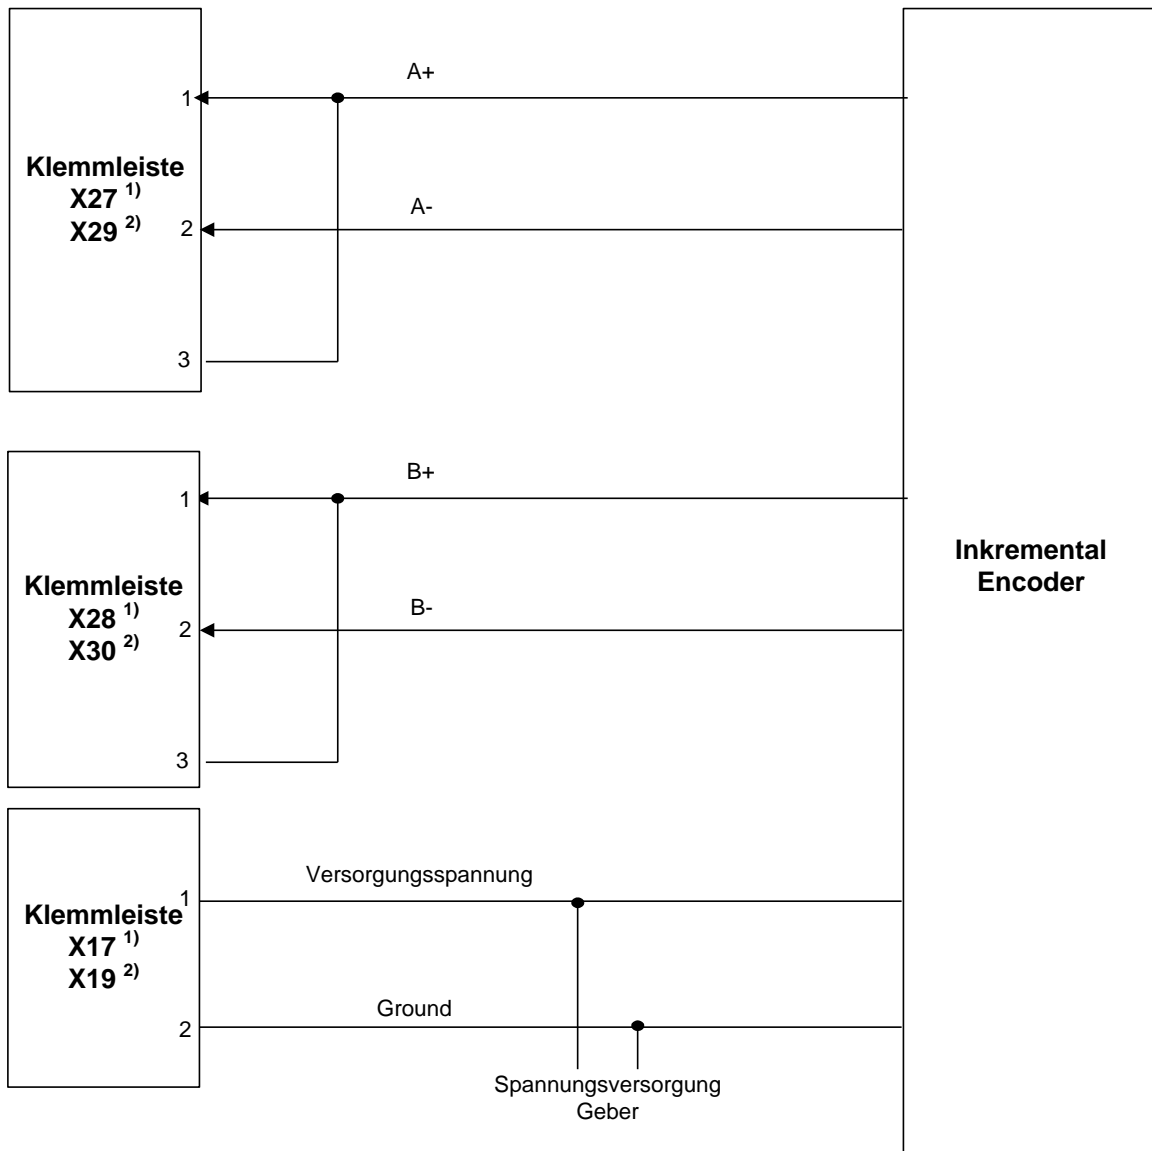 A+
1
Klemmleiste
X27 1)
X29 2)
A-
2
3
B+
1
Klemmleiste
X28 1)
X30 2)
B-
2
3
Inkremental
Encoder
Versorgungsspannung
1
Klemmleiste
X17 1)
X19 2)
Ground
2
Spannungsversorgung
Geber